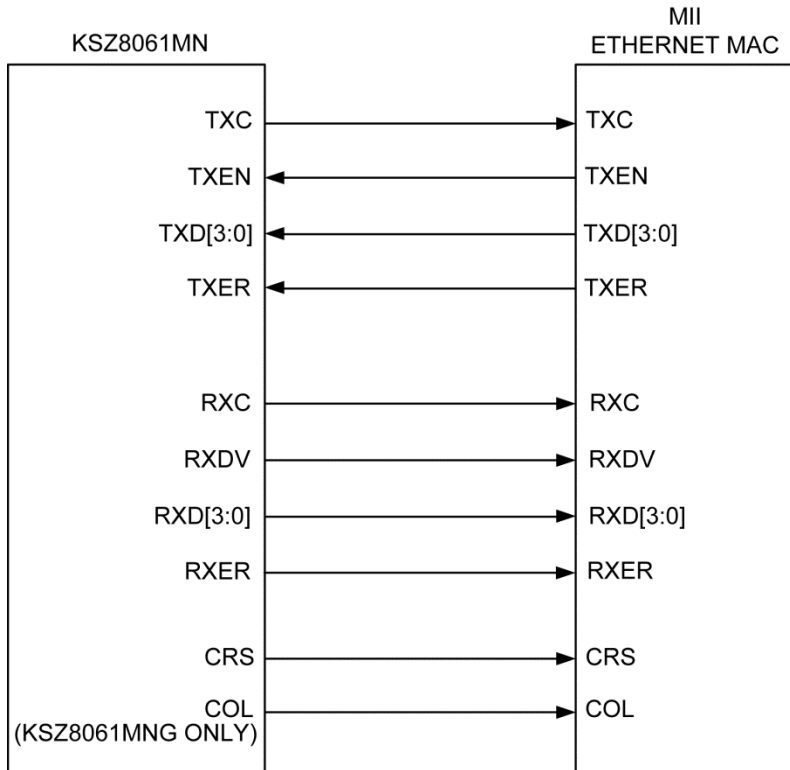 KSZ8061MN
MII
ETHERNET MAC
TXC TXC
TXEN TXEN
TXD[3:0] TXD[3:0]
TXER TXER
RXC RXC
RXDV RXDV
RXD[3:0] RXD[3:0]
RXER RXER
CRS CRS
COL COL
(KSZ8061MNG ONLY)